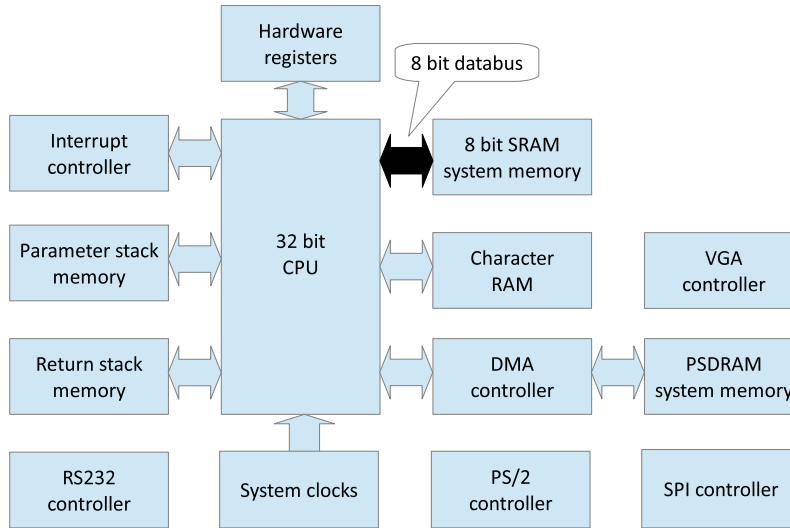 Hardware
registers
8 bit databus
Interrupt
controller
8 bit SRAM
system memory
32 bit
CPU
Parameter stack
memory
Character
RAM
VGA
controller
Return stack
memory
DMA
controller
PSDRAM
system memory
RS232
controller
System clocks
PS/2
controller
SPI controller